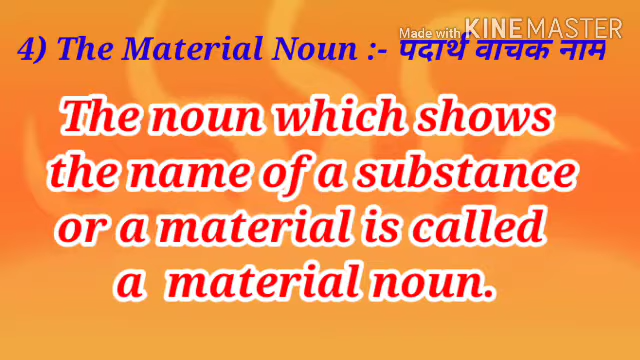 Made with KINEMASTER
4) The Material Noun :- पदार्थ वाचक नाम
The noun which shows
the name of a substance
or a material is called
a material noun.